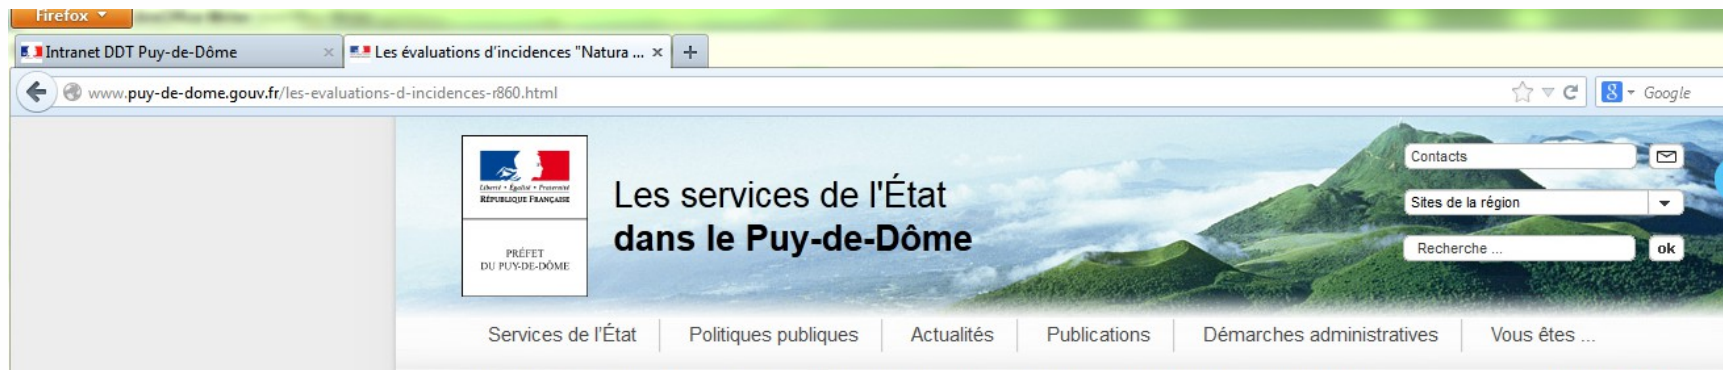 Firefox
Intranet DDT Puy-de-Dôme
Les évaluations d'incidences "Natura ...
www.puy-de-dome.gouv.fr/les-evaluations-d-incidences-r860.html
8
Google
Liberté • Égalité • Fraternité
RÉPUBLIQUE FRANÇAISE
PRÉFET
DU PUY-DE-DÔME
Les services de l'État
dans le Puy-de-Dôme
Contacts
Sites de la région
Recherche ...
ok
Services de l'État
Politiques publiques
Actualités
Publications
Démarches administratives
Vous êtes ...